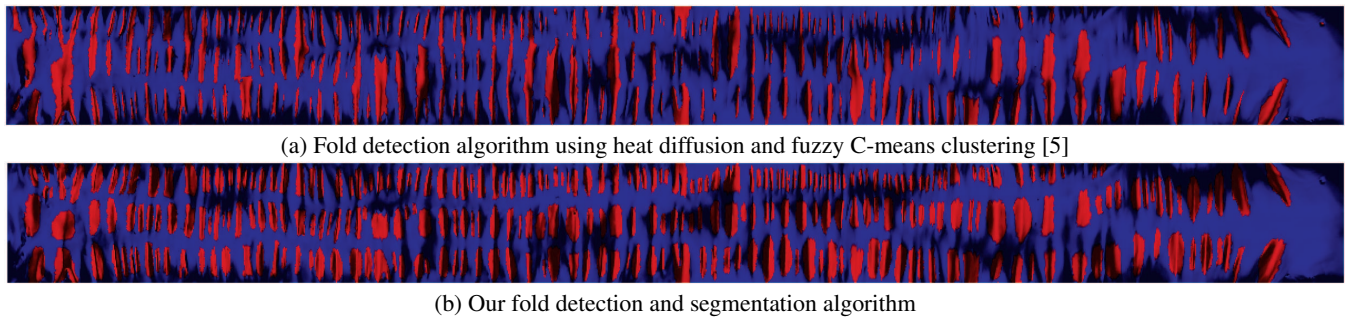 (a) Fold detection algorithm using heat diffusion and fuzzy C-means clustering [5]
(b) Our fold detection and segmentation algorithm